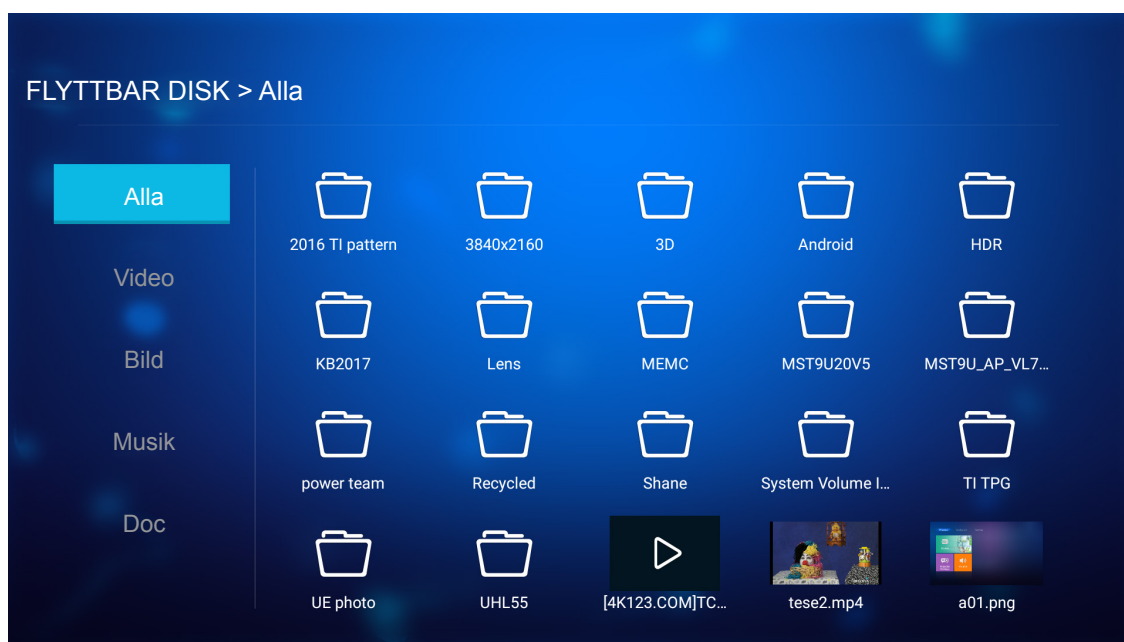 FLYTTBAR DISK > Alla
Alla
Video
Bild
Musik
Doc
2016 TI pattern
3840x2160
3D
Android
HDR
KB2017
Lens
MEMC
MST9U20V5
MST9U_AP_VL7...
power team
Recycled
Shane
System Volume I...
TI TPG
UE photo
UHL55
[4K123.COM]TC...
tese2.mp4
a01.png